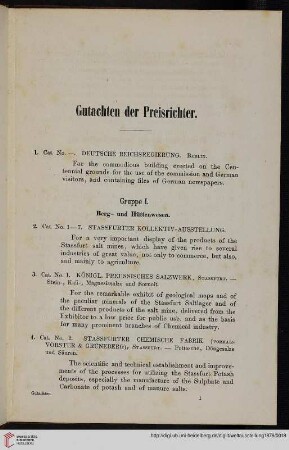 Gutachten der Preisrichter.
1. Cat. No. —. DEUTSCHE REICHSREGIERUNG. BERLIN.
For the commodious building erected on the Cen-
tennial grounds for the use of the commission and German
visitors, and containing files of German newspapers.
Gruppe I.
Berg- und Hüttenwesen.
2. Cat. No. 1—7. STASSFURTER KOLLEKTIV-AUSSTELLUNG.
For a very important display of the products of the
Stassfurt salt mines, which have given rise to several
industries of great value, not only to commerce, but also,
and mainly to agriculture.
3. Cat. No. 1. KÖNIGL. PREUSSISCHES SALZWERK, STASSFURT. —
Stein-, Kali-, Magnesiasalze und Seesalz.
For the remarkable exhibit of geological maps and of
the peculiar minerals of the Stassfurt Saltlager and of
the different products of the salt mine, delivered from the
Exhibitor to a low price for public use, and as the basis
for many prominent branches of Chemical industry.
4. Cat. No. 2. STASSFURTER CHEMISCHE FABRIK (VORMALS
VORSTER & GRÜNEBERG), STASSFURT. — Pottasche, Düngesalze
und Säuren.
The scientific and technical establishment and improve-
ments of the processes for utilizing the Stassfurt Potash
deposits, especially the manufacture of the Sulphate and
Carbonate of potash and of manure salts.
Gutachten. 1